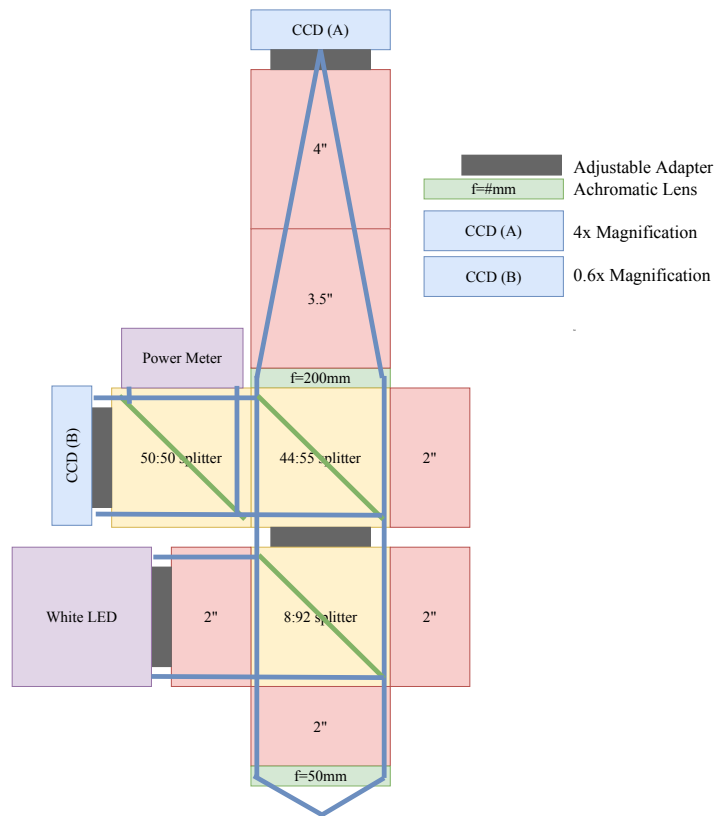 CCD (A)
4"
Adjustable Adapter
f=#mm
Achromatic Lens
CCD (A)
4x Magnification
CCD (B)
0.6x Magnification
3.5"
Power Meter
f=200mm
CCD (B)
50:50 splitter
44:55 splitter
2"
White LED
2"
8:92 splitter
2"
2"
f=50mm